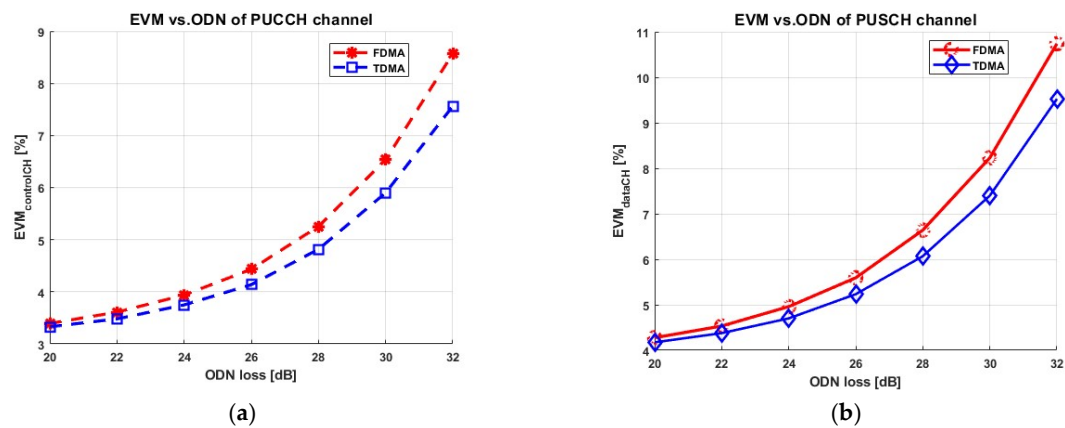 EVM vs.ODN of PUCCH channel
9
8
7
6
5
4
3
EVMcontrolCH [%]
FDMA
TDMA
20 22 24 26 28 30 32
ODN loss [dB]
(a)
EVM vs.ODN of PUSCH channel
11
10
9
8
7
6
5
4
EVMdataCH [%]
FDMA
TDMA
20 22 24 26 28 30 32
ODN loss [dB]
(b)